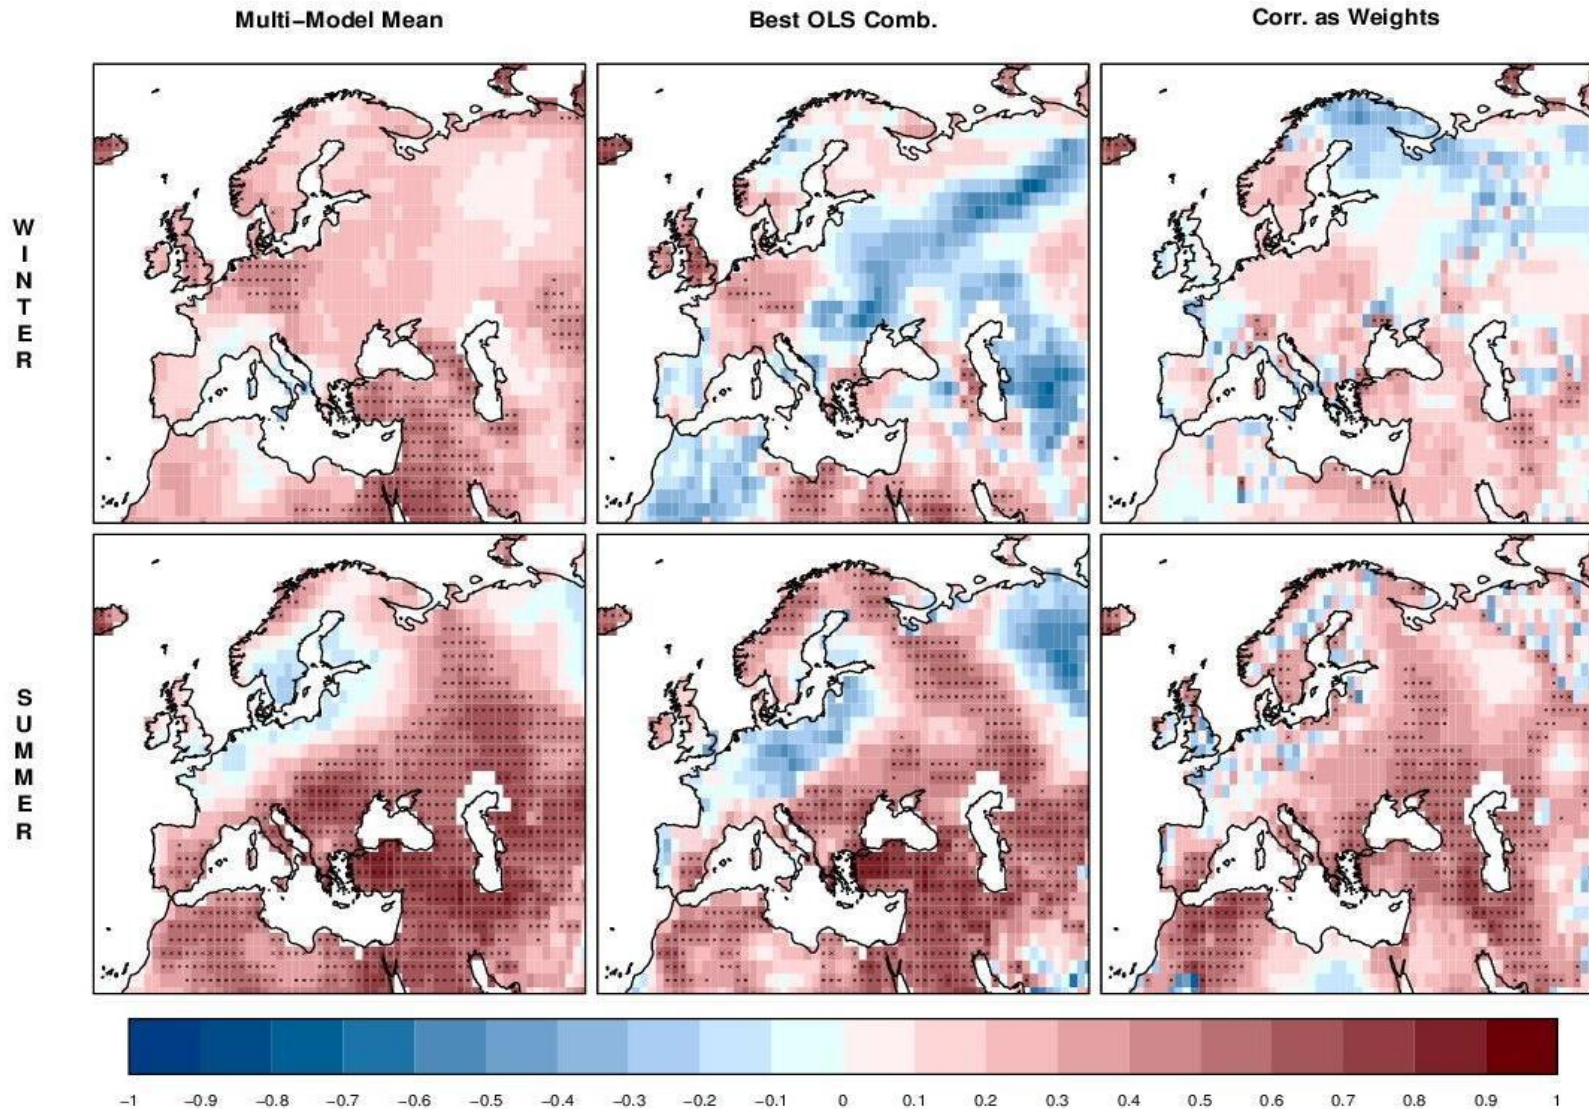 Multi−Model Mean
Best OLS Comb.
Corr. as Weights
WINTER
SUMMER
−1 −0.9 −0.8 −0.7 −0.6 −0.5 −0.4 −0.3 −0.2 −0.1 0 0.1 0.2 0.3 0.4 0.5 0.6 0.7 0.8 0.9 1